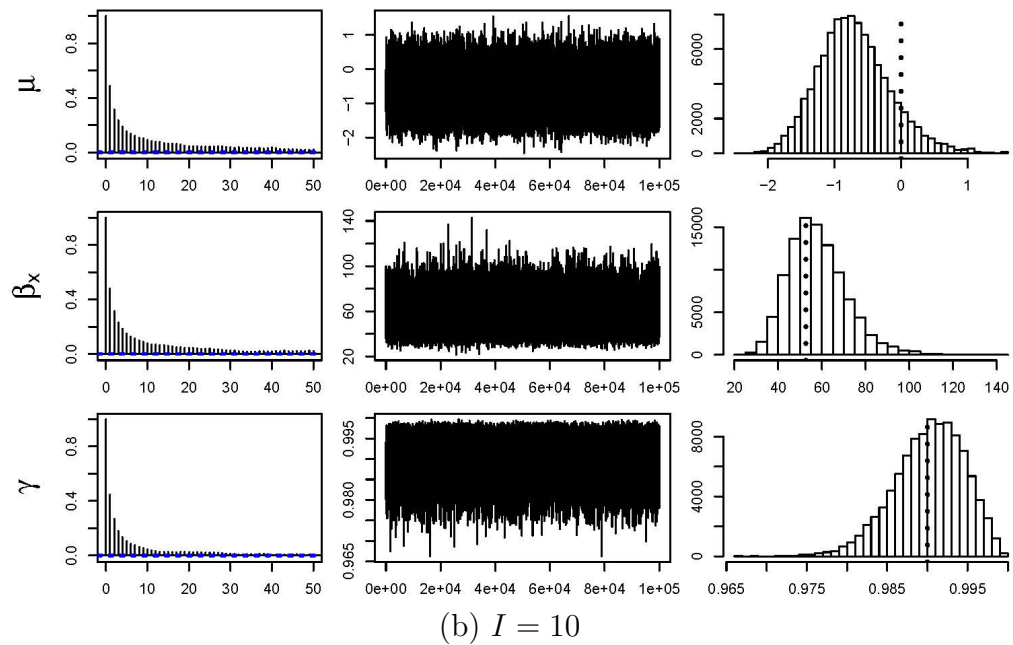 μ
0.0 0.4 0.8
0 10 20 30 40 50
−2 −1 0 1
0e+00 2e+04 4e+04 6e+04 8e+04 1e+05
0 2000 6000
−2 −1 0 1
βx
0.0 0.4 0.8
0 10 20 30 40 50
20 60 100 140
0e+00 2e+04 4e+04 6e+04 8e+04 1e+05
0 5000 15000
20 40 60 80 100 120 140
γ
0.0 0.4 0.8
0 10 20 30 40 50
0.965 0.980 0.995
0e+00 2e+04 4e+04 6e+04 8e+04 1e+05
0 4000 8000
0.965 0.975 0.985 0.995
(b) I = 10